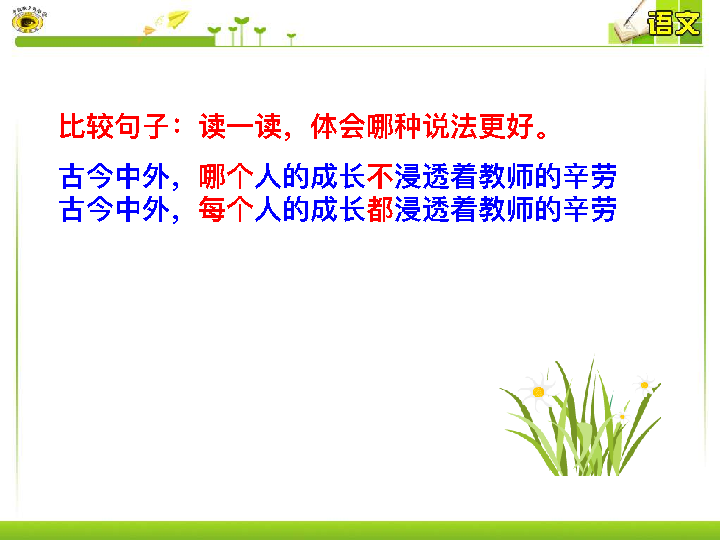 语文
比较句子：读一读，体会哪种说法更好。
古今中外，哪个人的成长不浸透着教师的辛劳
古今中外，每个人的成长都浸透着教师的辛劳